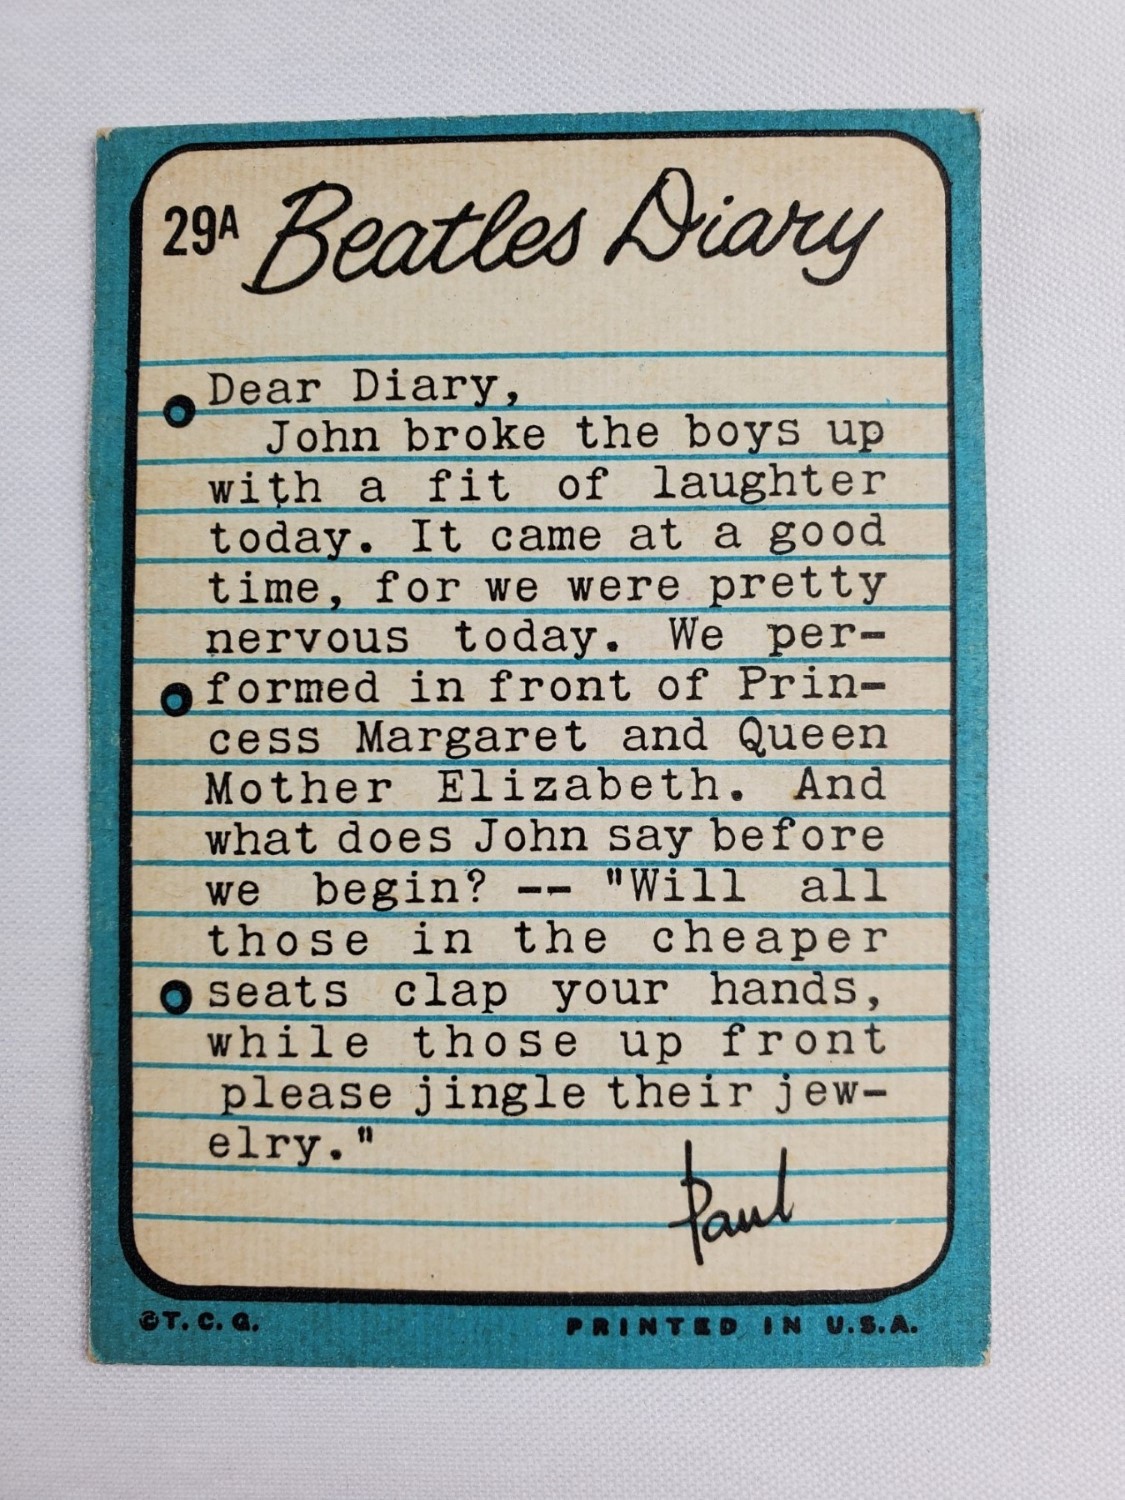 29A Beatles Diary
Dear Diary,
John broke the boys up
with a fit of laughter
today. It came at a good
time, for we were pretty
nervous today. We per-
formed in front of Prin-
cess Margaret and Queen
Mother Elizabeth. And
what does John say before
we begin? -- "Will all
those in the cheaper
seats clap your hands,
while those up front
please jingle their jew-
elry."
Paul
©T. C. G.
PRINTED IN U.S.A.